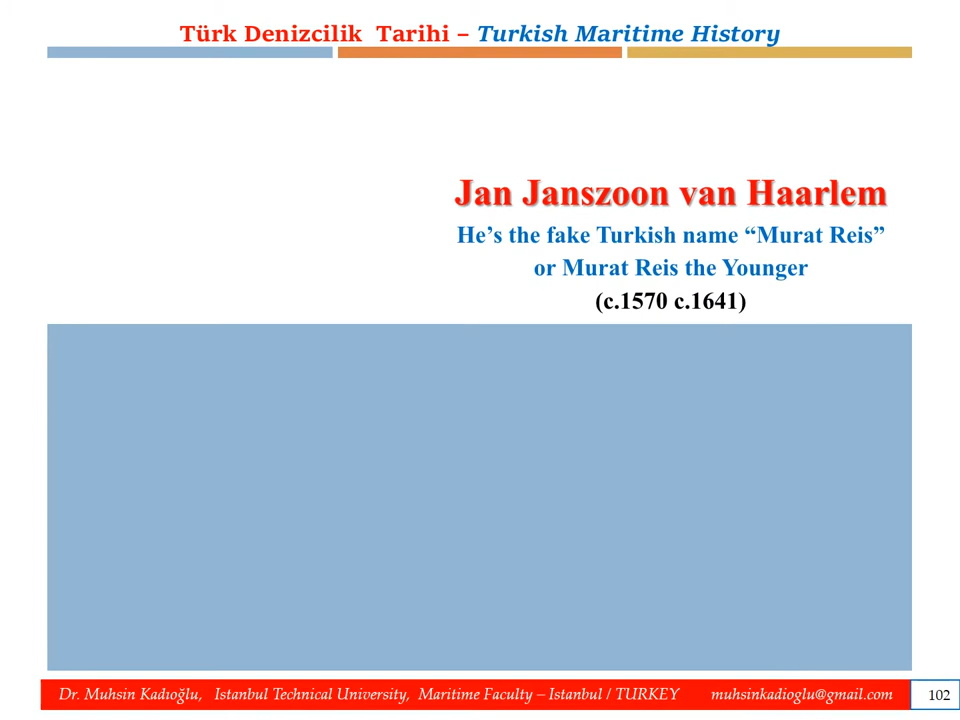 Türk Denizcilik Tarihi – Turkish Maritime History
Jan Janszoon van Haarlem
He’s the fake Turkish name “Murat Reis”
or Murat Reis the Younger
(c.1570 c.1641)
Dr. Muhsin Kadıoğlu, Istanbul Technical University, Maritime Faculty – Istanbul / TURKEY muhsinkadioglu@gmail.com 102